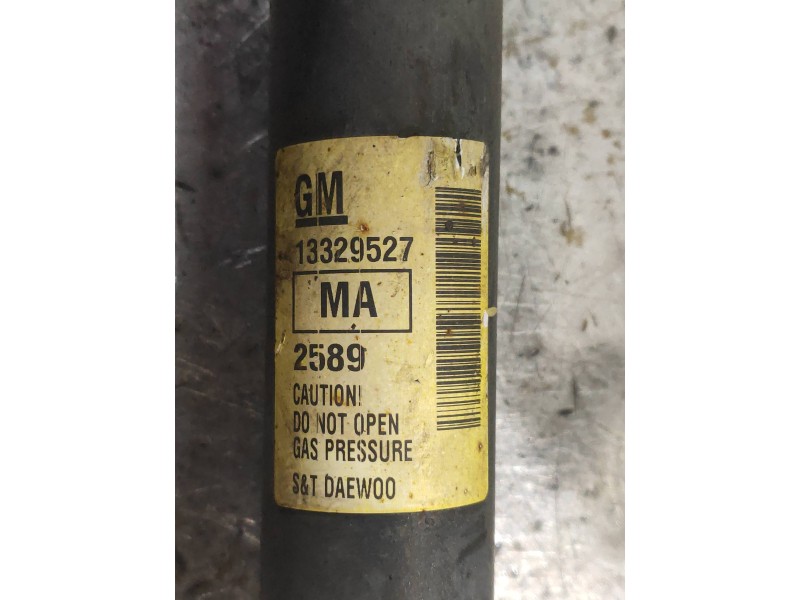 GM
13329527
MA
2589
CAUTION!
DO NOT OPEN
GAS PRESSURE
S&T DAEWOO